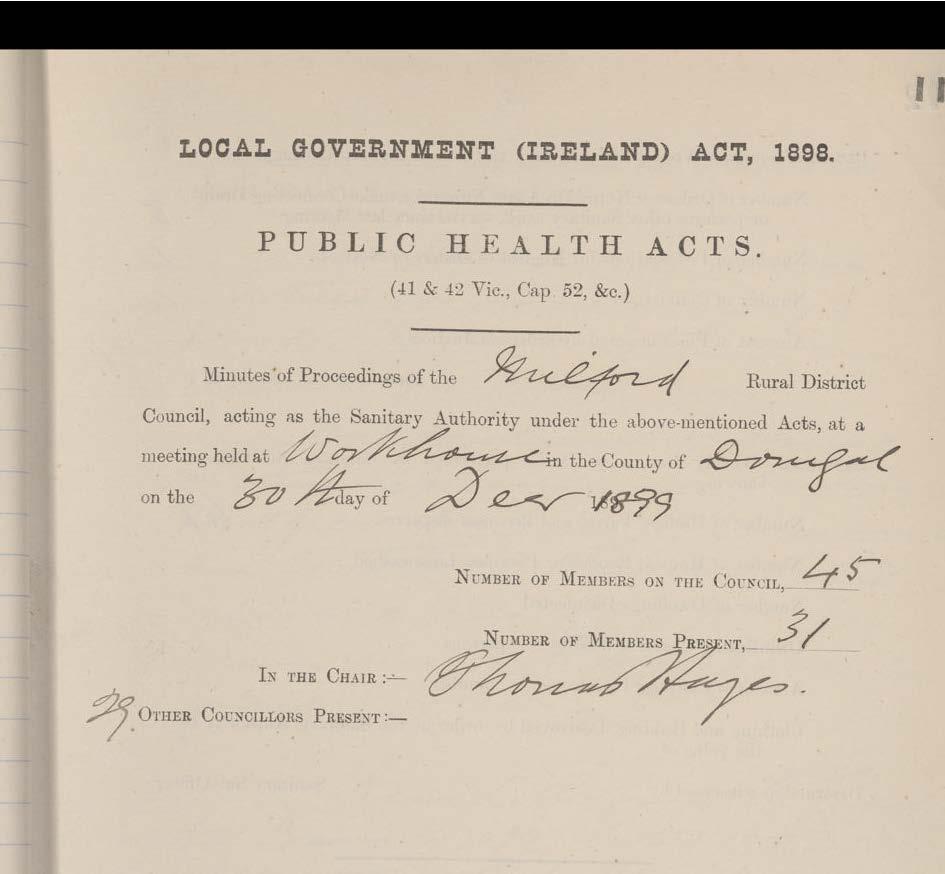 LOCAL GOVERNMENT (IRELAND) ACT, 1898.
PUBLIC HEALTH ACTS.
(41 & 42 Vic., Cap. 52, &c.)
Minutes of Proceedings of the Milford Rural District
Council, acting as the Sanitary Authority under the above-mentioned Acts, at a
meeting held at Workhouse in the County of Donegal
on the 30th day of Decr 1899
NUMBER OF MEMBERS ON THE COUNCIL, 45
NUMBER OF MEMBERS PRESENT, 31
IN THE CHAIR :— Thomas Hayes.
29 OTHER COUNCILLORS PRESENT :—